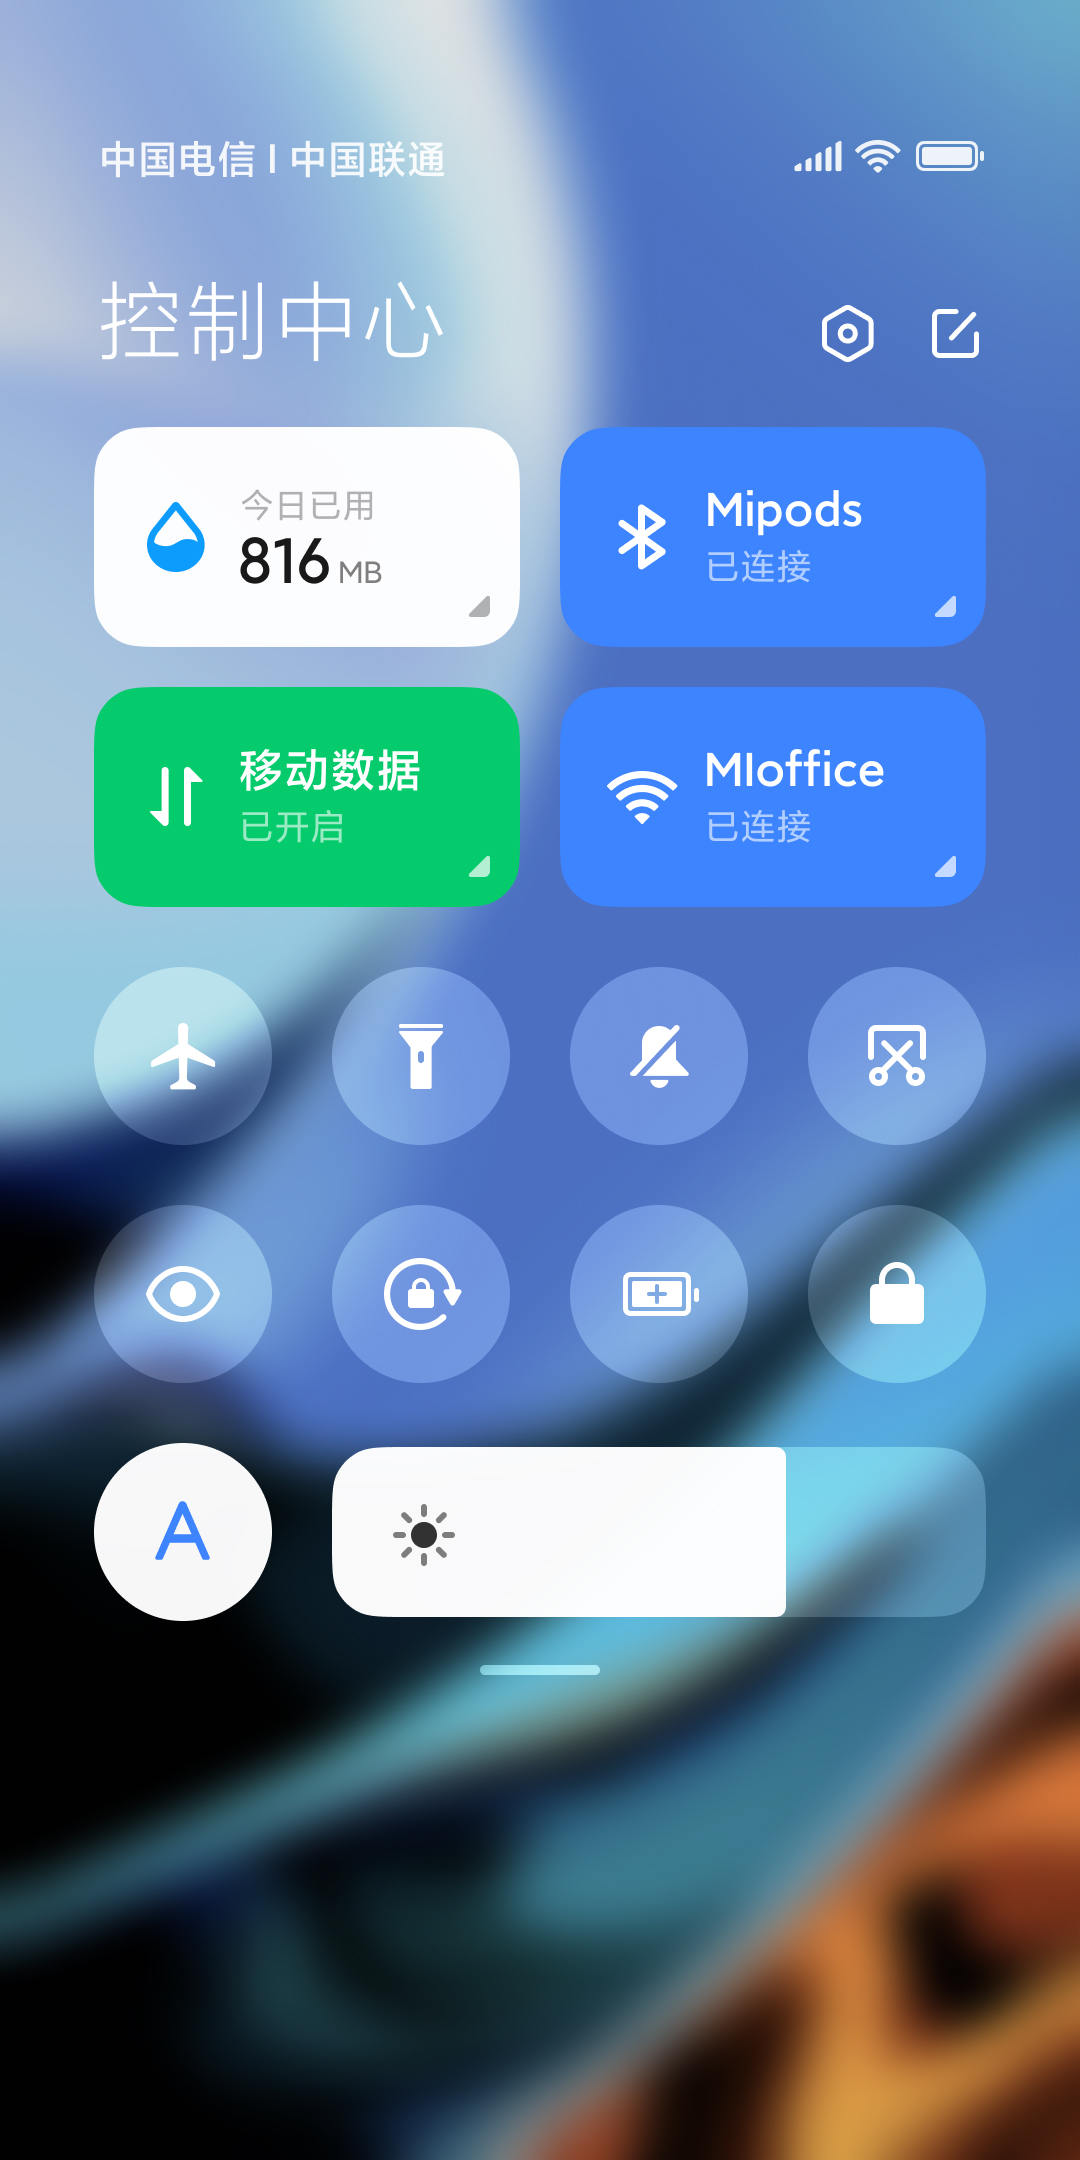 中国电信 | 中国联通
控制中心
今日已用
816 MB
Mipods
已连接
移动数据
已开启
MIoffice
已连接
A